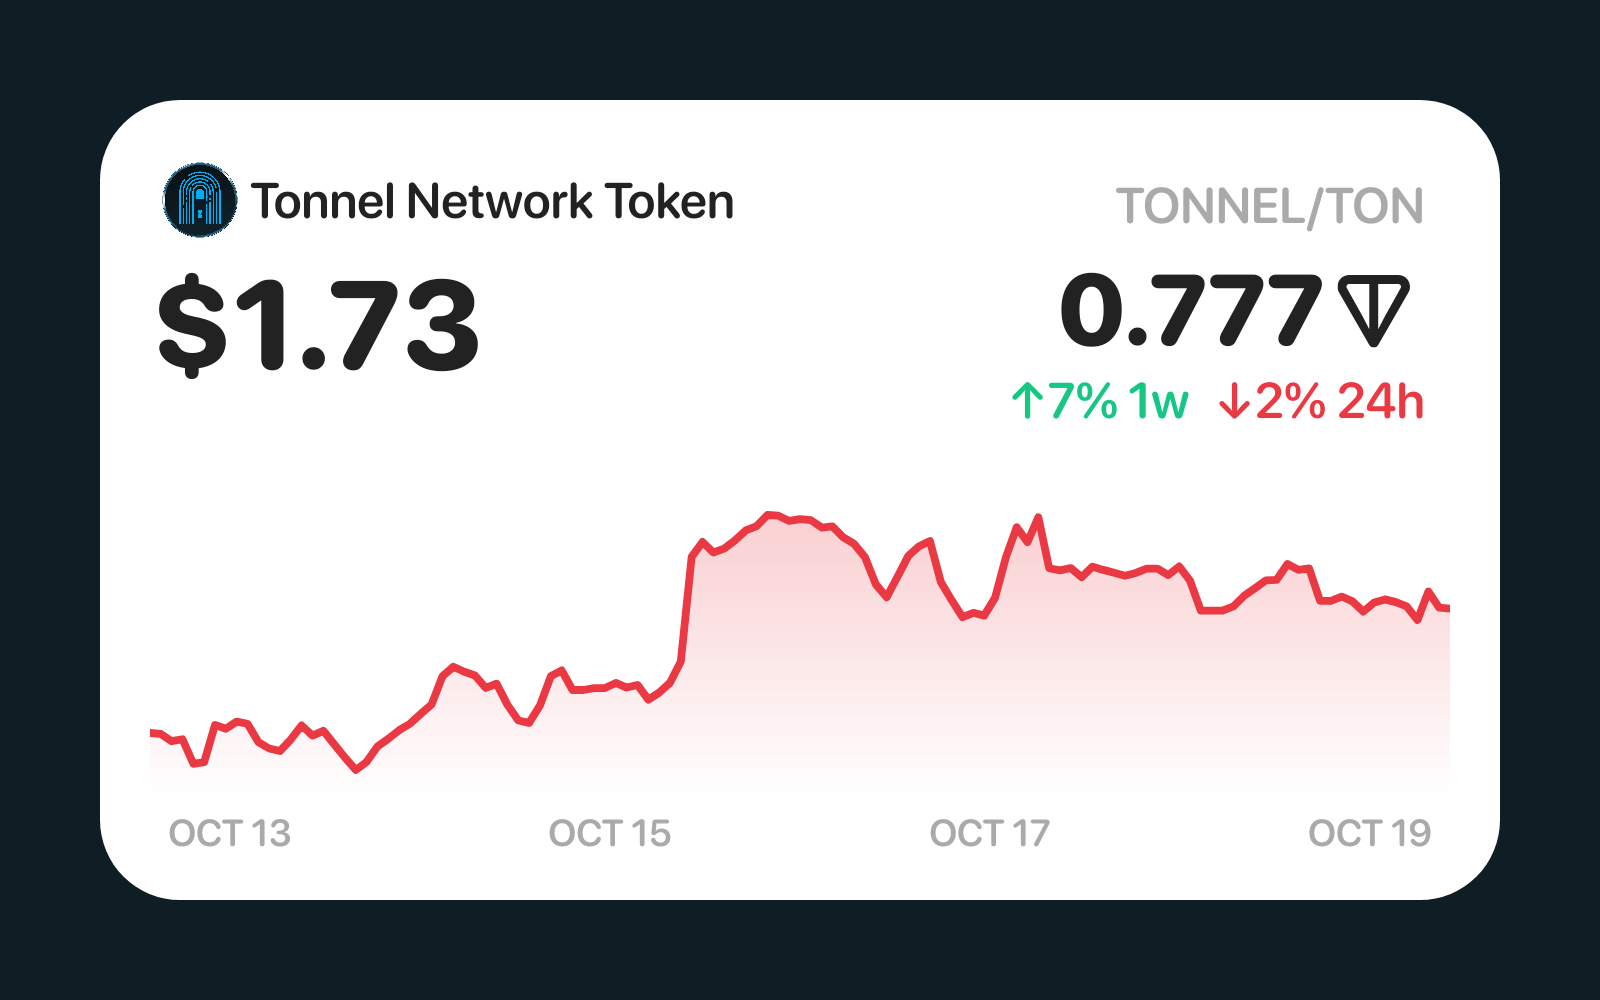 Tonnel Network Token
TONNEL/TON
$1.73
0.777
↑7% 1w ↓2% 24h
OCT 13
OCT 15
OCT 17
OCT 19